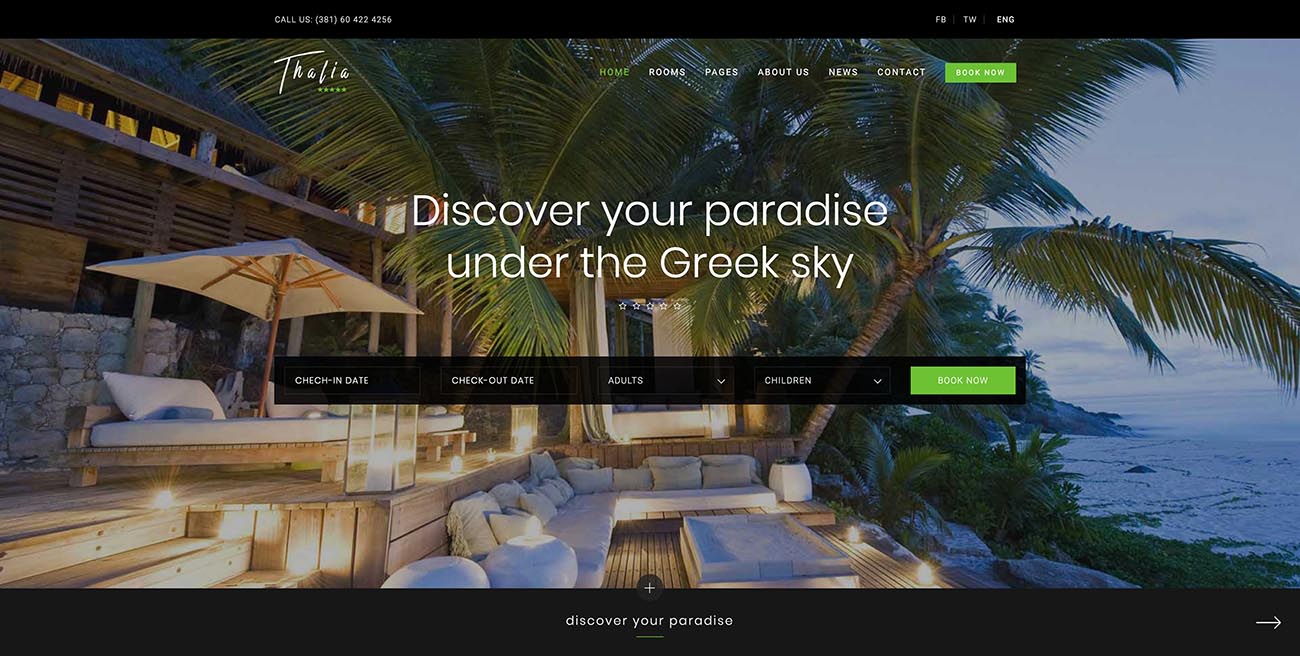 CALL US: (381) 60 422 4256
FB TW ENG
Thalia
HOME ROOMS PAGES ABOUT US NEWS CONTACT BOOK NOW
Discover your paradise
under the Greek sky
CHECH-IN DATE CHECK-OUT DATE ADULTS CHILDREN BOOK NOW
discover your paradise